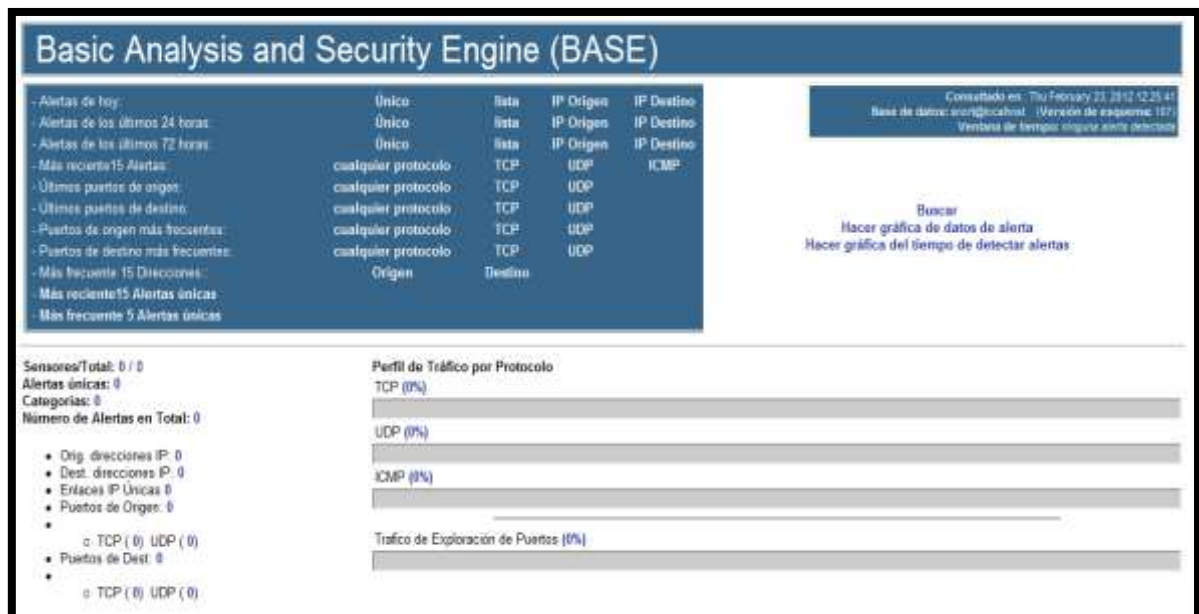 Basic Analysis and Security Engine (BASE)
- Alertas de hoy: Único lista IP Origen IP Destino
- Alertas de los últimos 24 horas: Único lista IP Origen IP Destino
- Alertas de los últimos 72 horas: Único lista IP Origen IP Destino
- Más reciente15 Alertas: cualquier protocolo TCP UDP ICMP
- Últimos puertos de origen: cualquier protocolo TCP UDP
- Últimos puertos de destino: cualquier protocolo TCP UDP
- Puertos de origen más frecuentes: cualquier protocolo TCP UDP
- Puertos de destino más frecuentes: cualquier protocolo TCP UDP
- Más frecuente 15 Direcciones: Origen Destino
- Más reciente15 Alertas únicas
- Más frecuente 5 Alertas únicas
Consultado en : Thu February 23, 2012 12:25:41
Base de datos: snort@localhost (Versión de esquema: 107)
Ventana de tiempo: ninguna alerta detectada
Buscar
Hacer gráfica de datos de alerta
Hacer gráfica del tiempo de detectar alertas
Sensores/Total: 0 / 0
Alertas únicas: 0
Categorias: 0
Número de Alertas en Total: 0
• Orig. direcciones IP: 0
• Dest. direcciones IP: 0
• Enlaces IP Únicas 0
• Puertos de Origen: 0
•
○ TCP ( 0) UDP ( 0)
• Puertos de Dest: 0
•
○ TCP ( 0) UDP ( 0)
Perfil de Tráfico por Protocolo
TCP (0%)
UDP (0%)
ICMP (0%)
Trafico de Exploración de Puertos (0%)